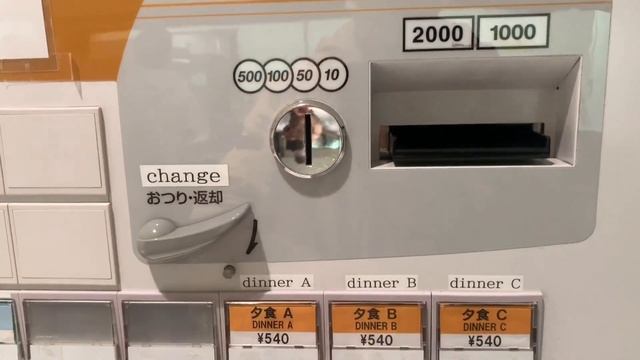 2000 1000
500 100 50 10
change
おつり・返却
dinner A dinner B dinner C
夕食 A 夕食 B 夕食 C
DINNER A DINNER B DINNER C
¥540 ¥540 ¥540